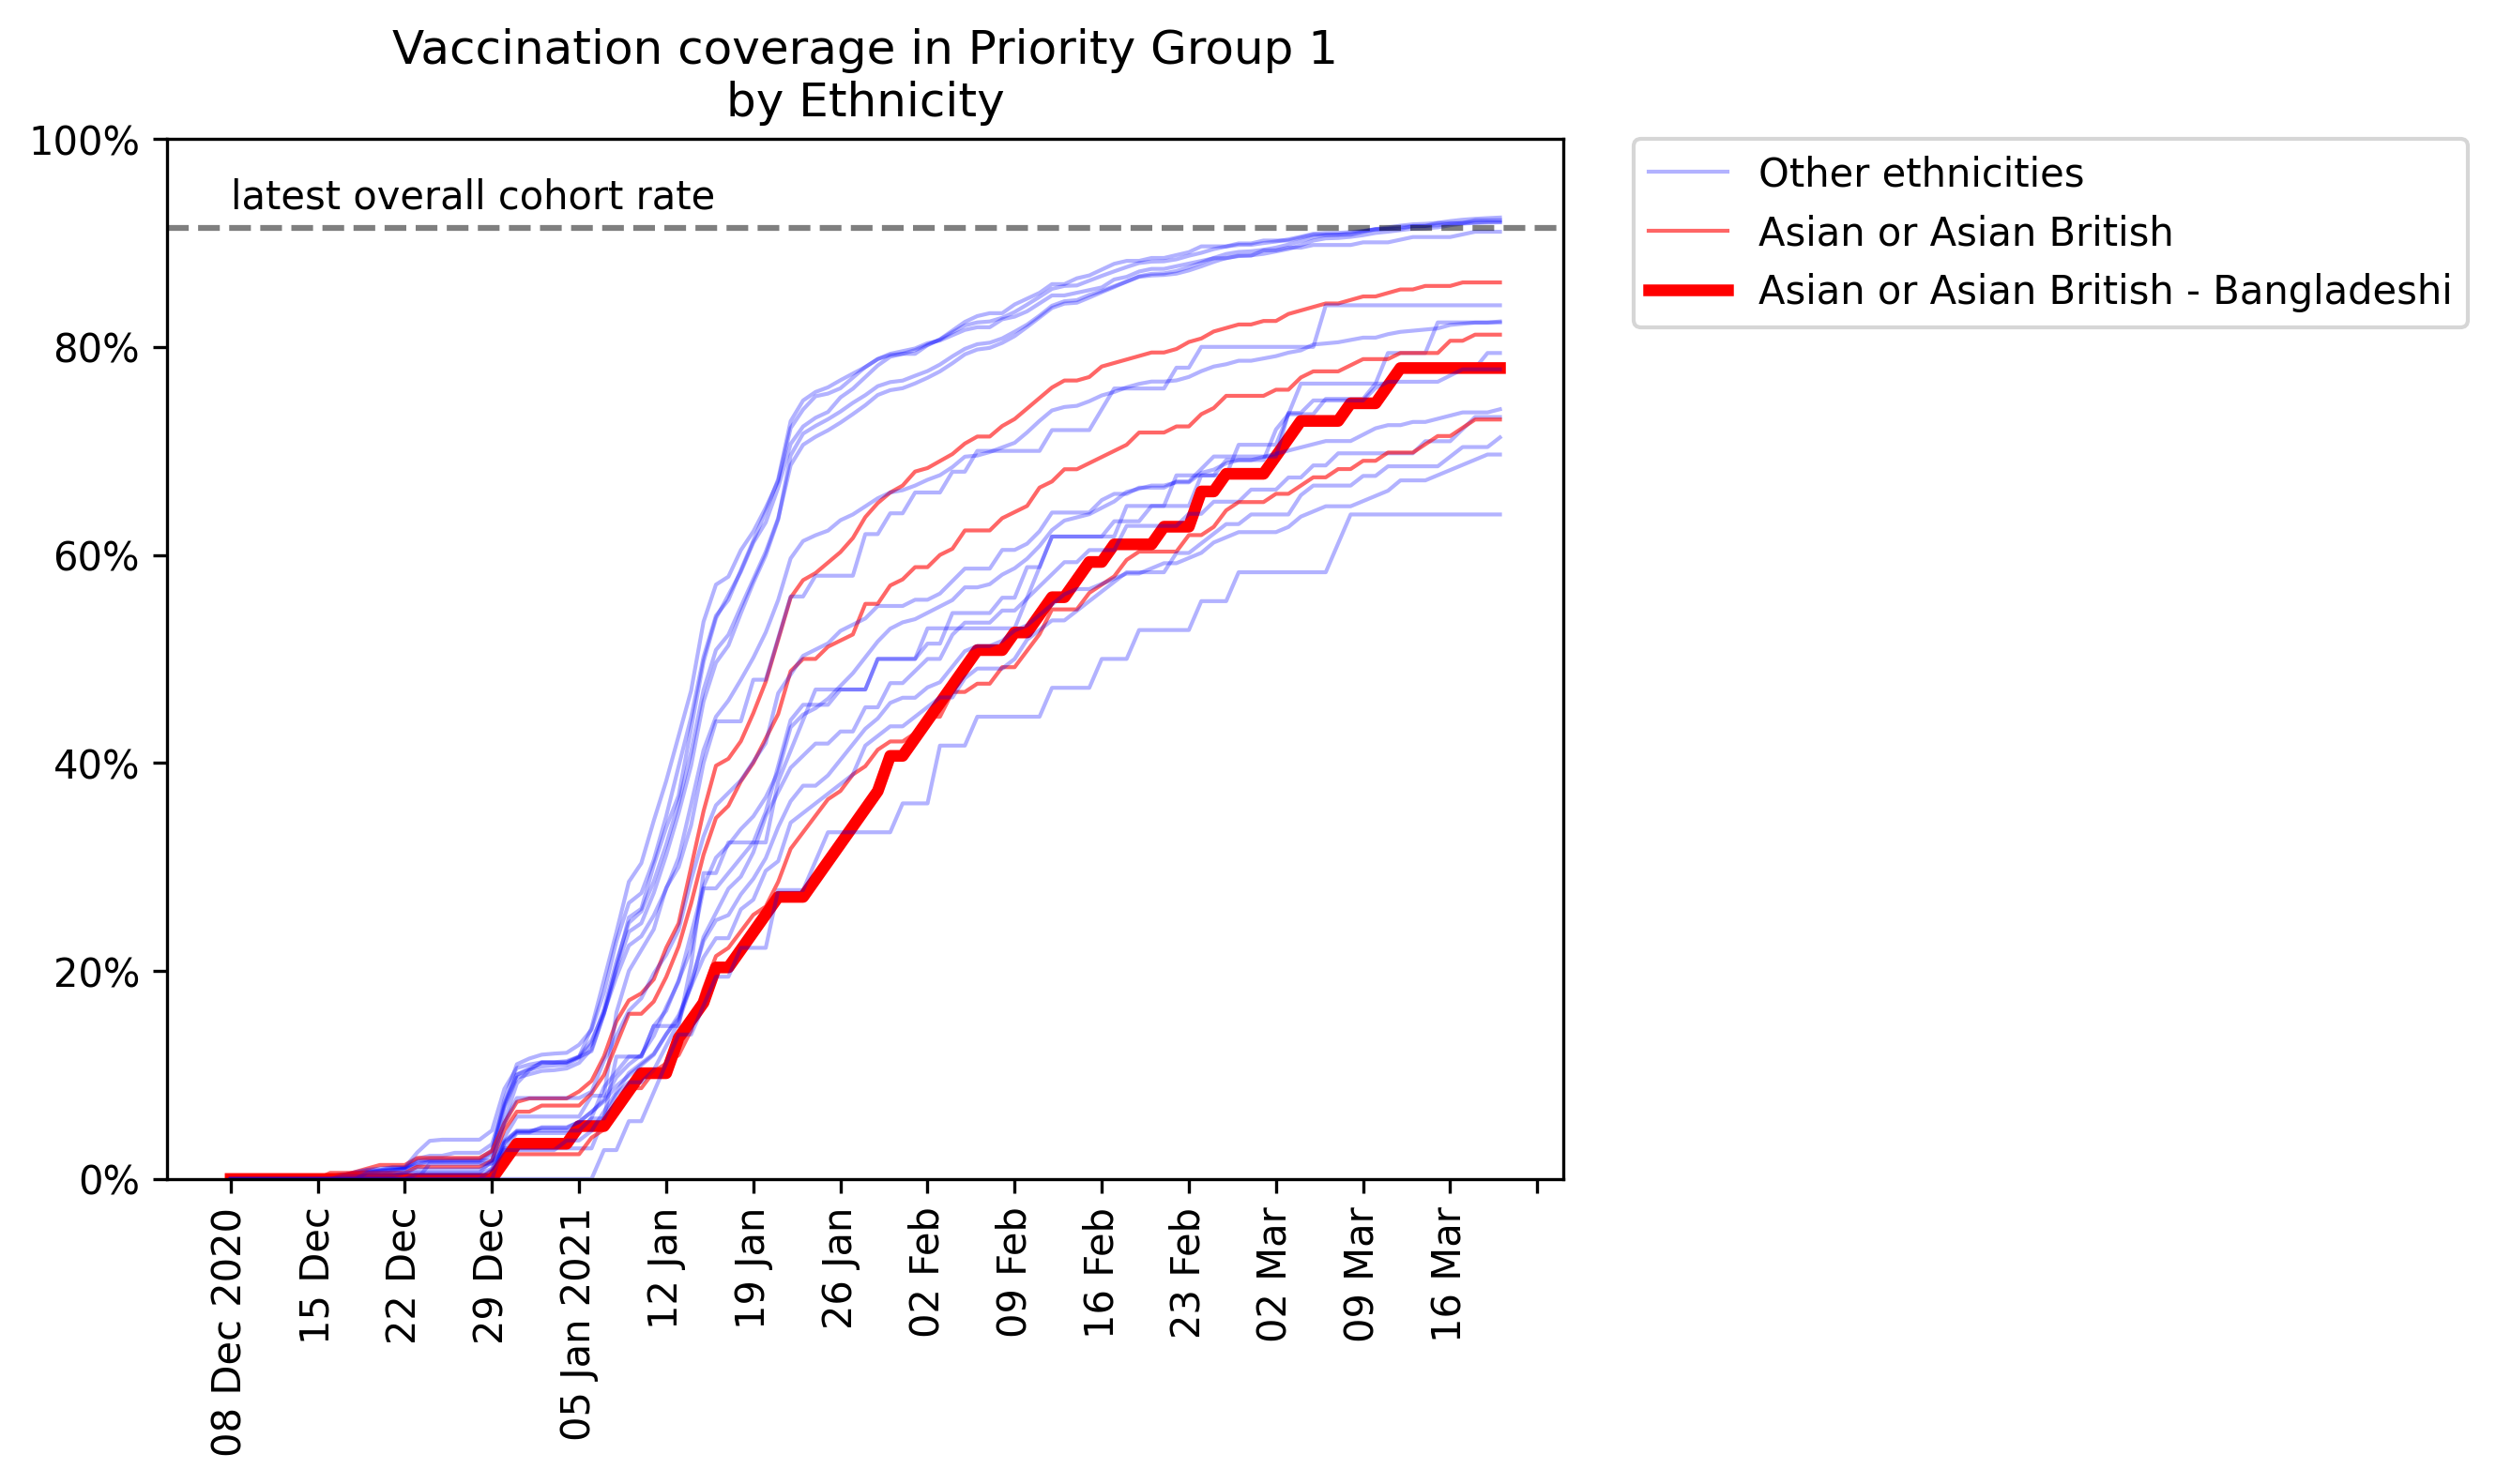 Vaccination coverage in Priority Group 1
by Ethnicity
100%
80%
60%
40%
20%
0%
latest overall cohort rate
Other ethnicities
Asian or Asian British
Asian or Asian British - Bangladeshi
08 Dec 2020
15 Dec
22 Dec
29 Dec
05 Jan 2021
12 Jan
19 Jan
26 Jan
02 Feb
09 Feb
16 Feb
23 Feb
02 Mar
09 Mar
16 Mar